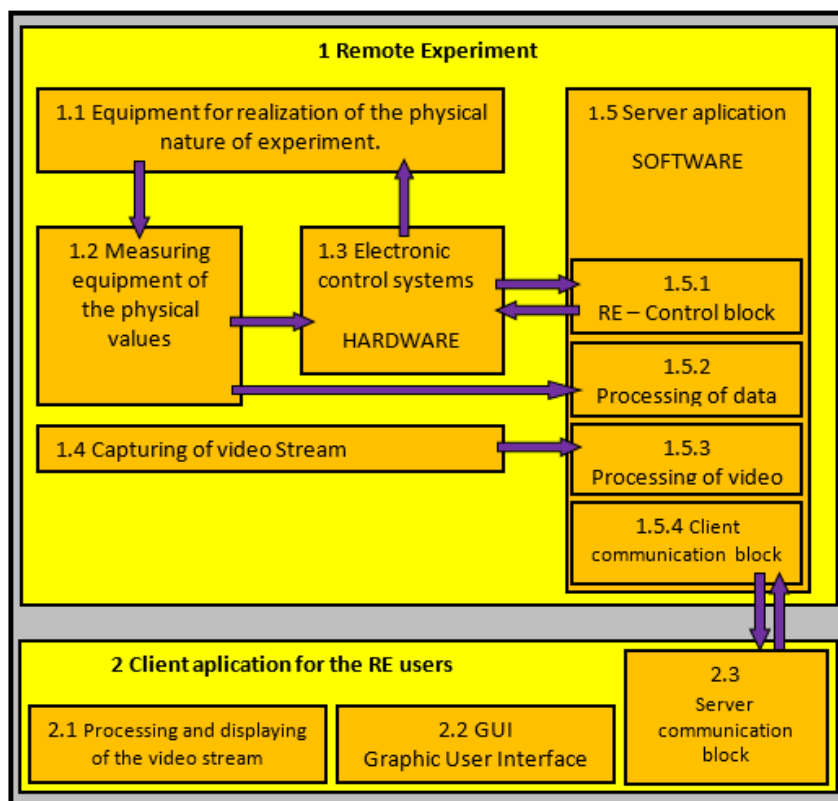 1 Remote Experiment
1.1 Equipment for realization of the physical
nature of experiment.
1.2 Measuring
equipment of
the physical
values
1.3 Electronic
control systems
HARDWARE
1.4 Capturing of video Stream
1.5 Server aplication
SOFTWARE
1.5.1
RE – Control block
1.5.2
Processing of data
1.5.3
Processing of video
1.5.4 Client
communication block
2 Client aplication for the RE users
2.1 Processing and displaying
of the video stream
2.2 GUI
Graphic User Interface
2.3
Server
communication
block